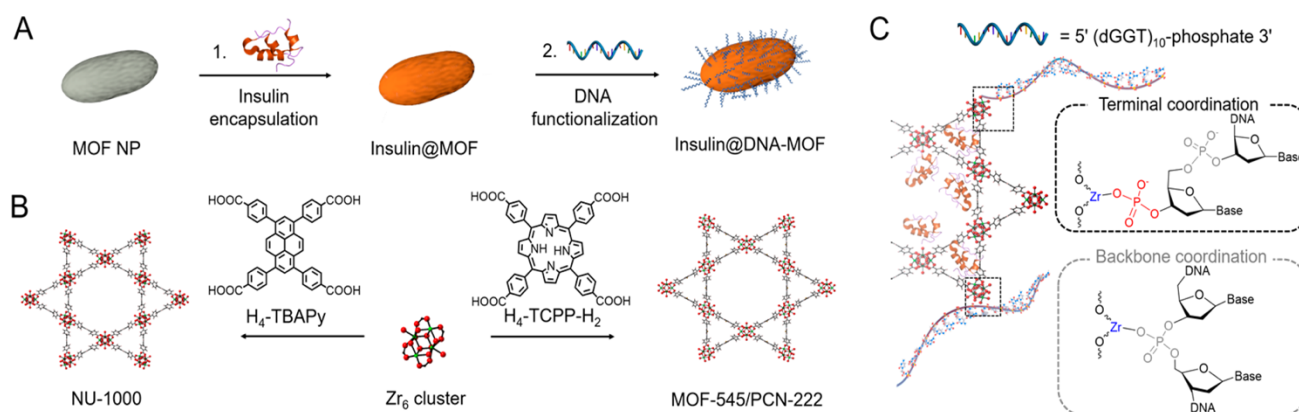 A
1.
Insulin
encapsulation
2.
DNA
functionalization
MOF NP
Insulin@MOF
Insulin@DNA-MOF
B
HOOC
COOH
HOOC
COOH
H₄-TBAPy
HOOC
COOH
N
NH
HN
N
HOOC
COOH
H₄-TCPP-H₂
NU-1000
Zr₆ cluster
MOF-545/PCN-222
C
= 5' (dGGT)₁₀-phosphate 3'
Terminal coordination
DNA
O⁻
O
P
O
O
O
Base
O
Zr
O
O
O⁻
P
O
O
O
Base
Backbone coordination
DNA
O
O
Base
O
Zr
O
O
O
P
O
O
O
Base
DNA